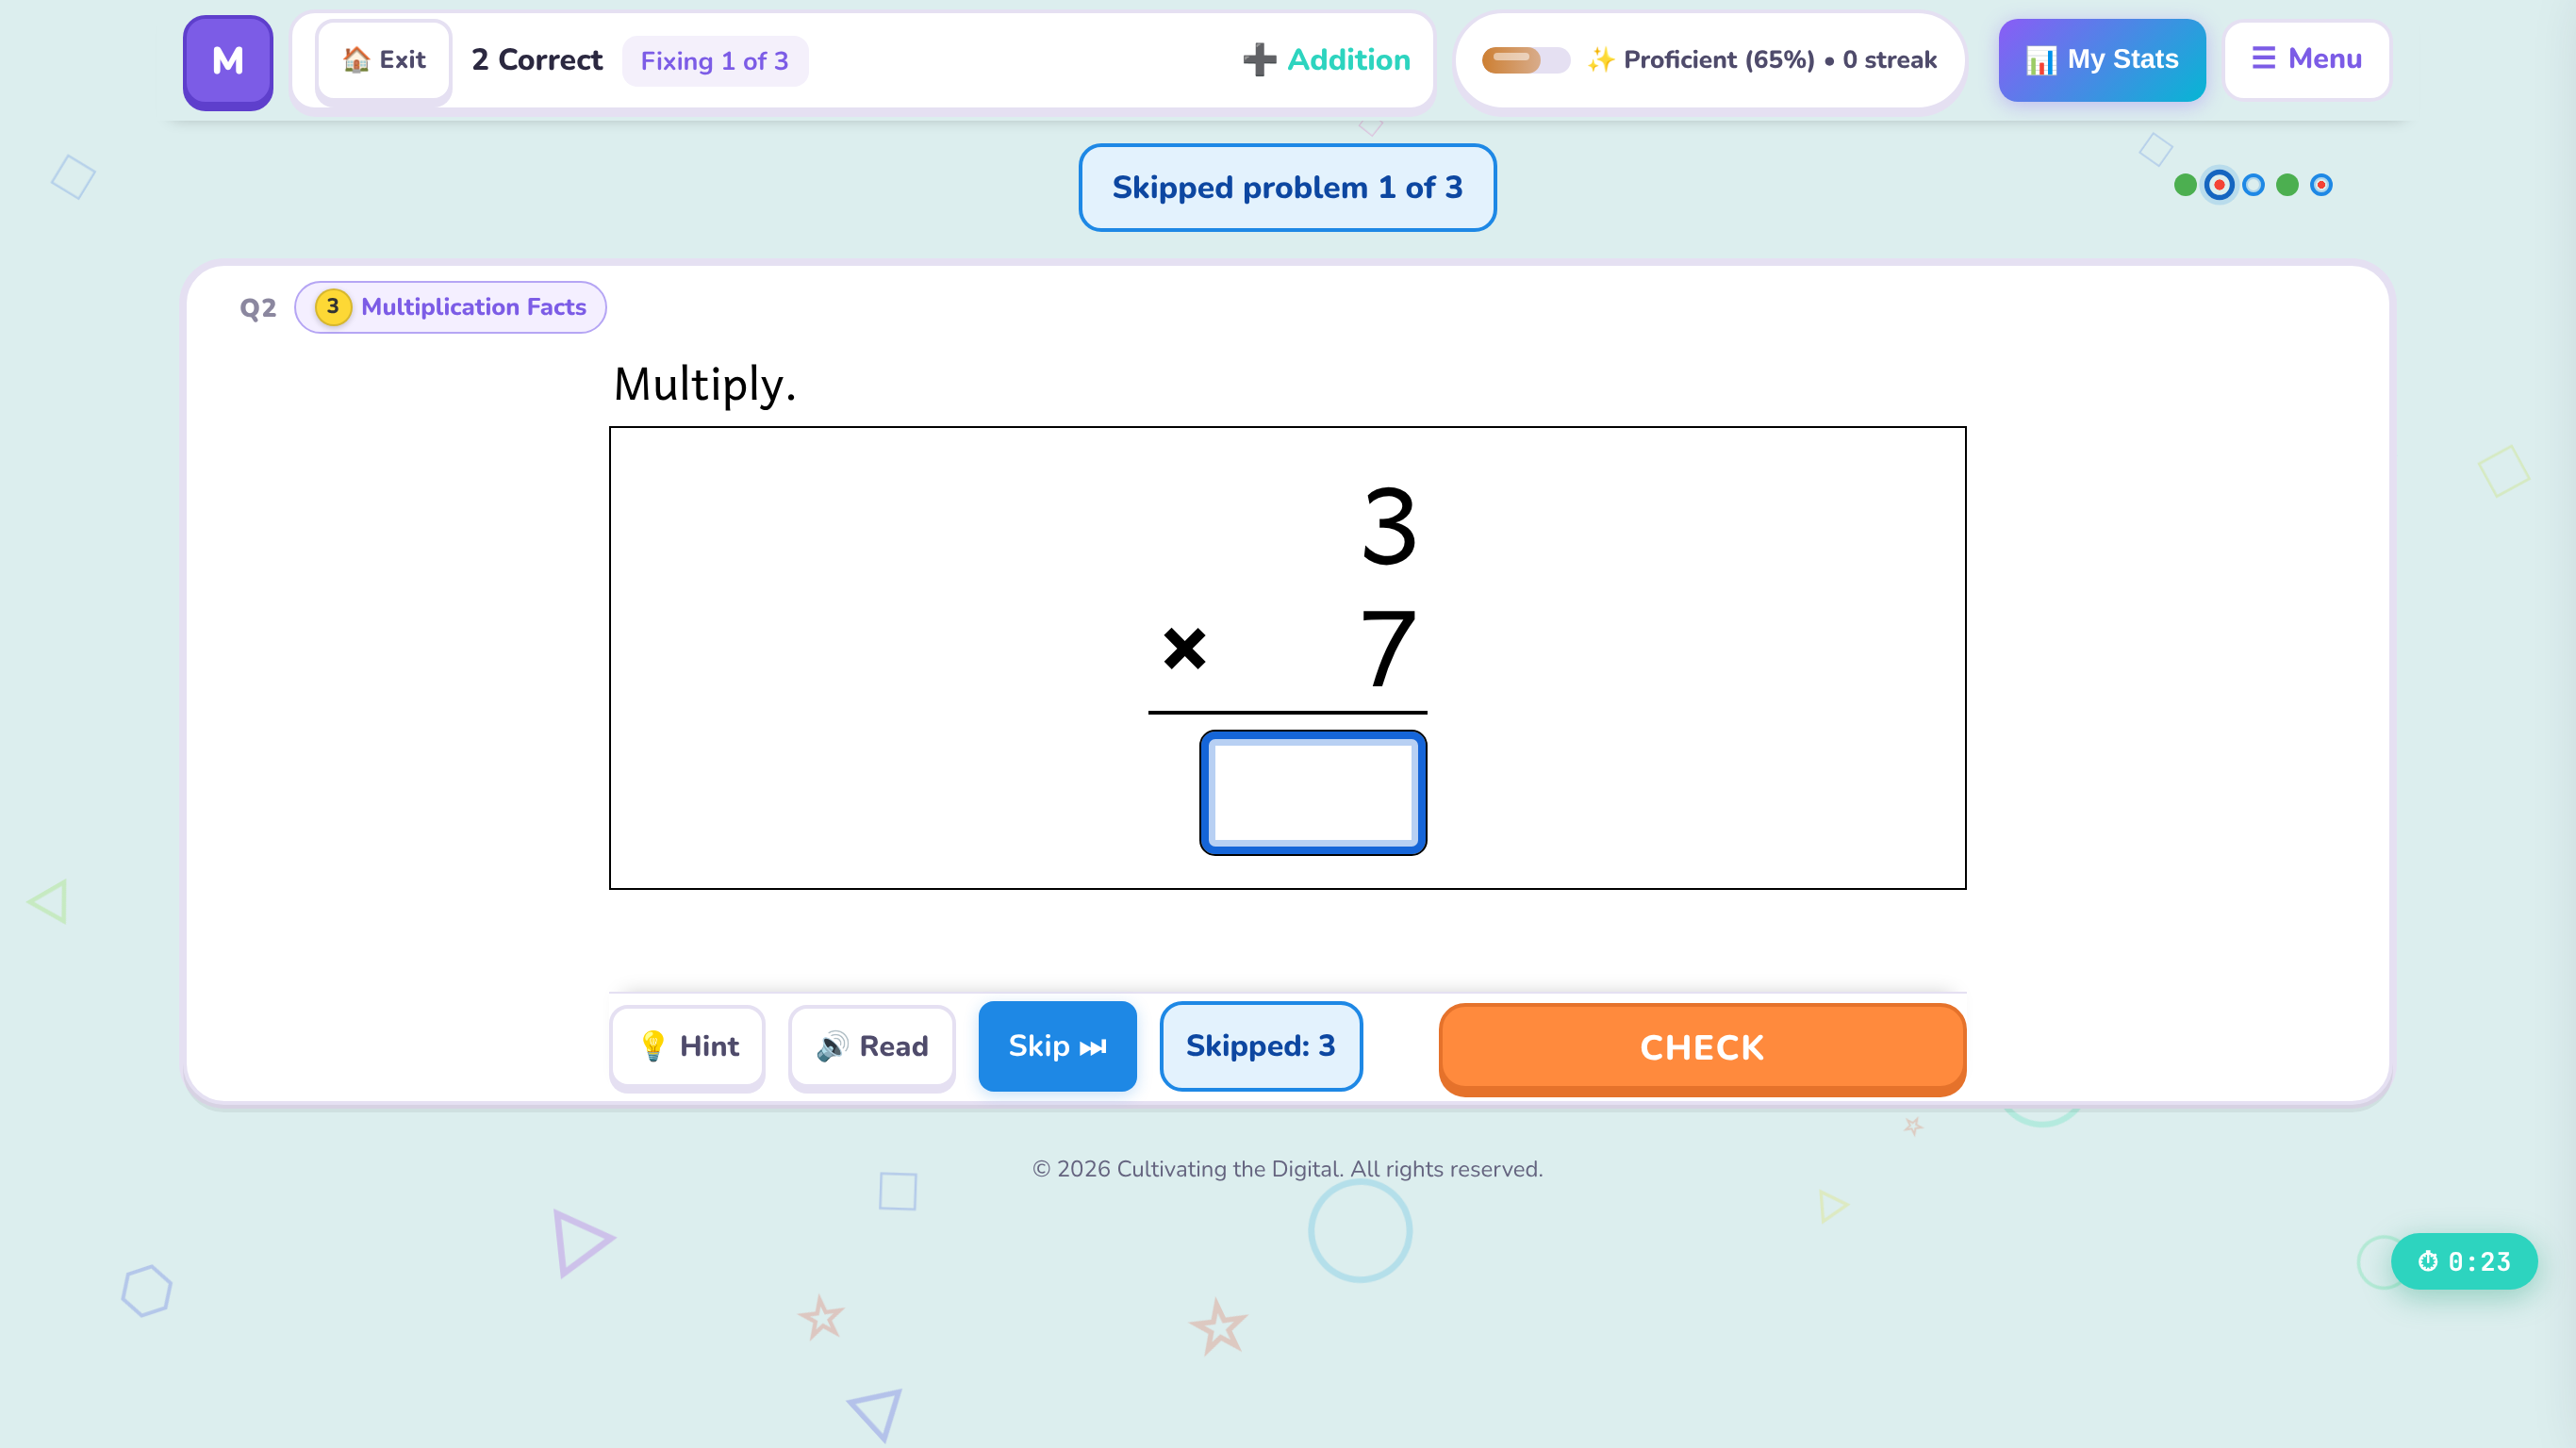 M
🏠 Exit
2 Correct
Fixing 1 of 3
➕ Addition
✨ Proficient (65%) • 0 streak
📊 My Stats
☰ Menu
Skipped problem 1 of 3
Q2
3 Multiplication Facts
Multiply.
3
× 7
💡 Hint
🔊 Read
Skip ⏭
Skipped: 3
CHECK
© 2026 Cultivating the Digital. All rights reserved.
⏱ 0:23